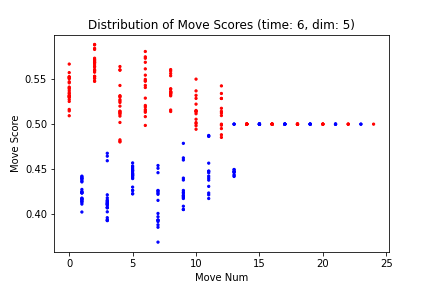 Distribution of Move Scores (time: 6, dim: 5)
Move Score
0.55
0.50
0.45
0.40
0 5 10 15 20 25
Move Num